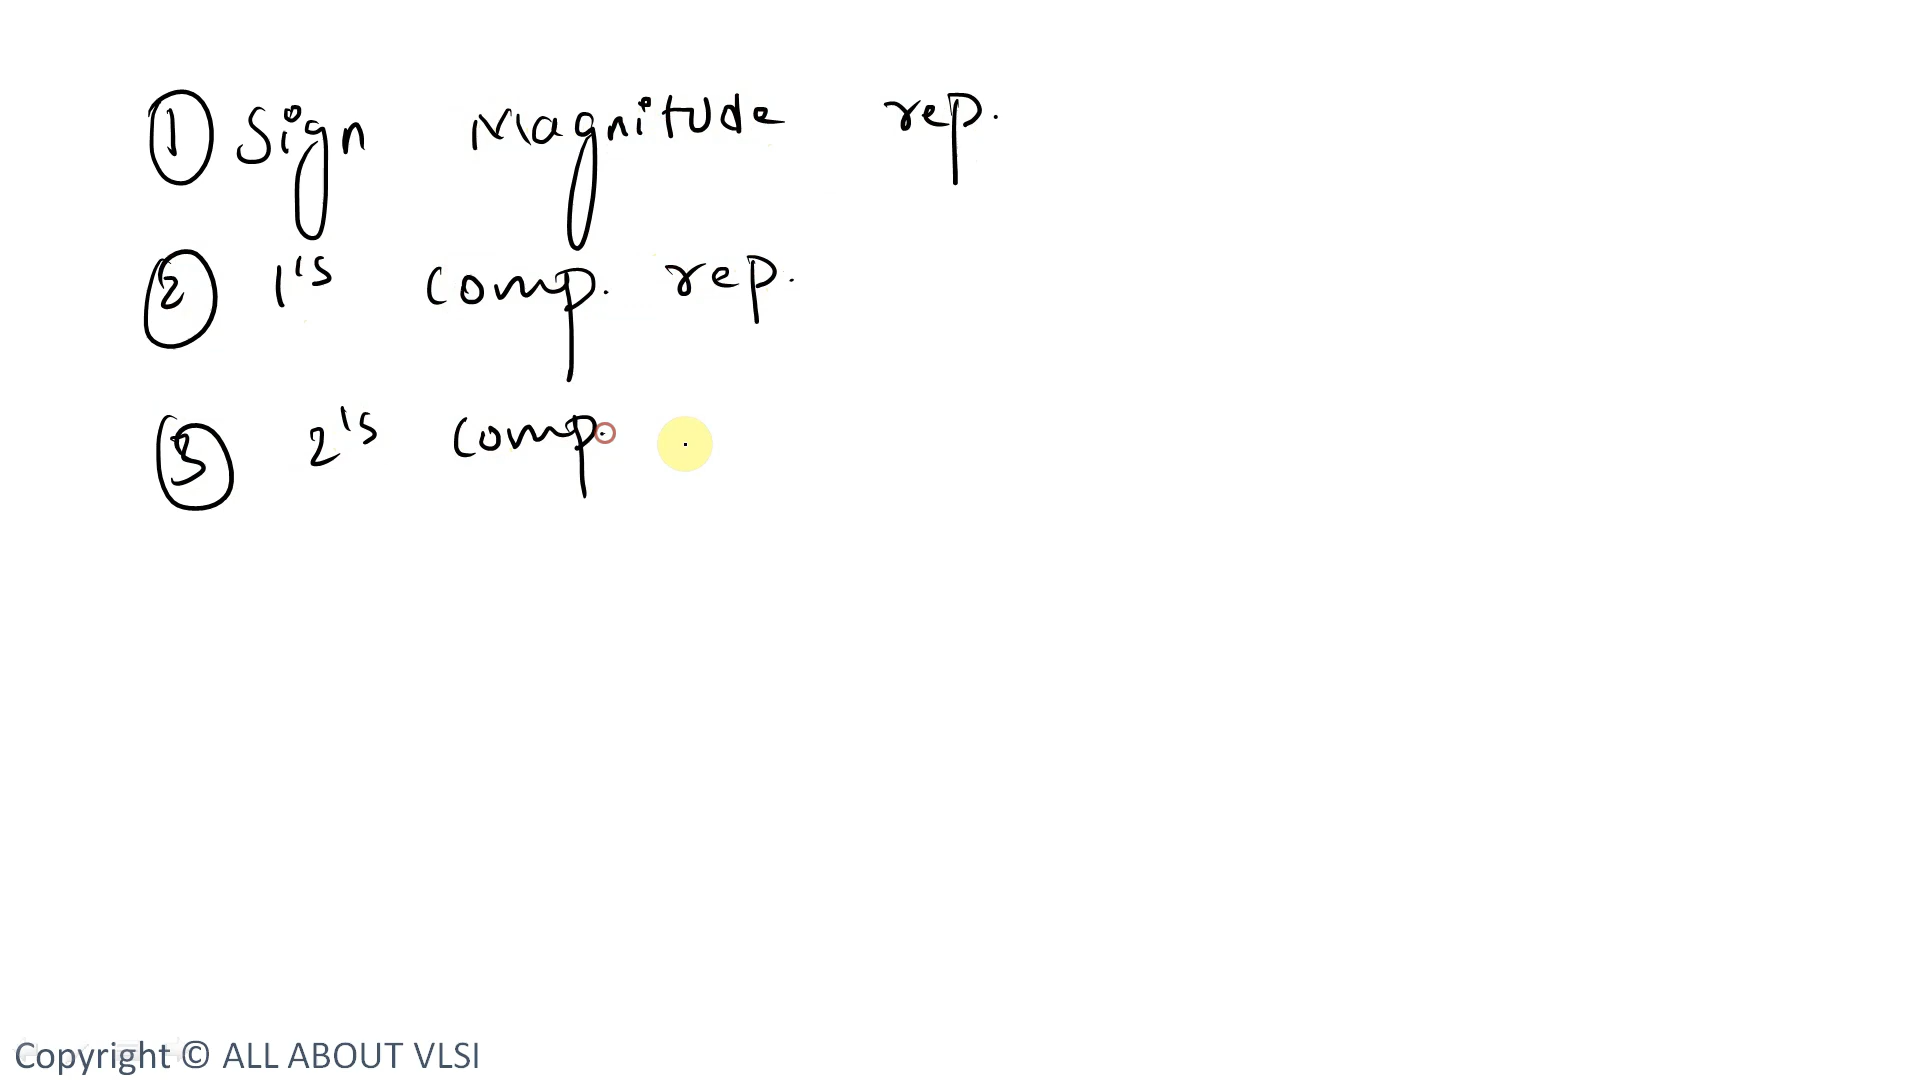 ① Sign Magnitude rep.
② 1's comp. rep.
③ 2's comp.
Copyright © ALL ABOUT VLSI